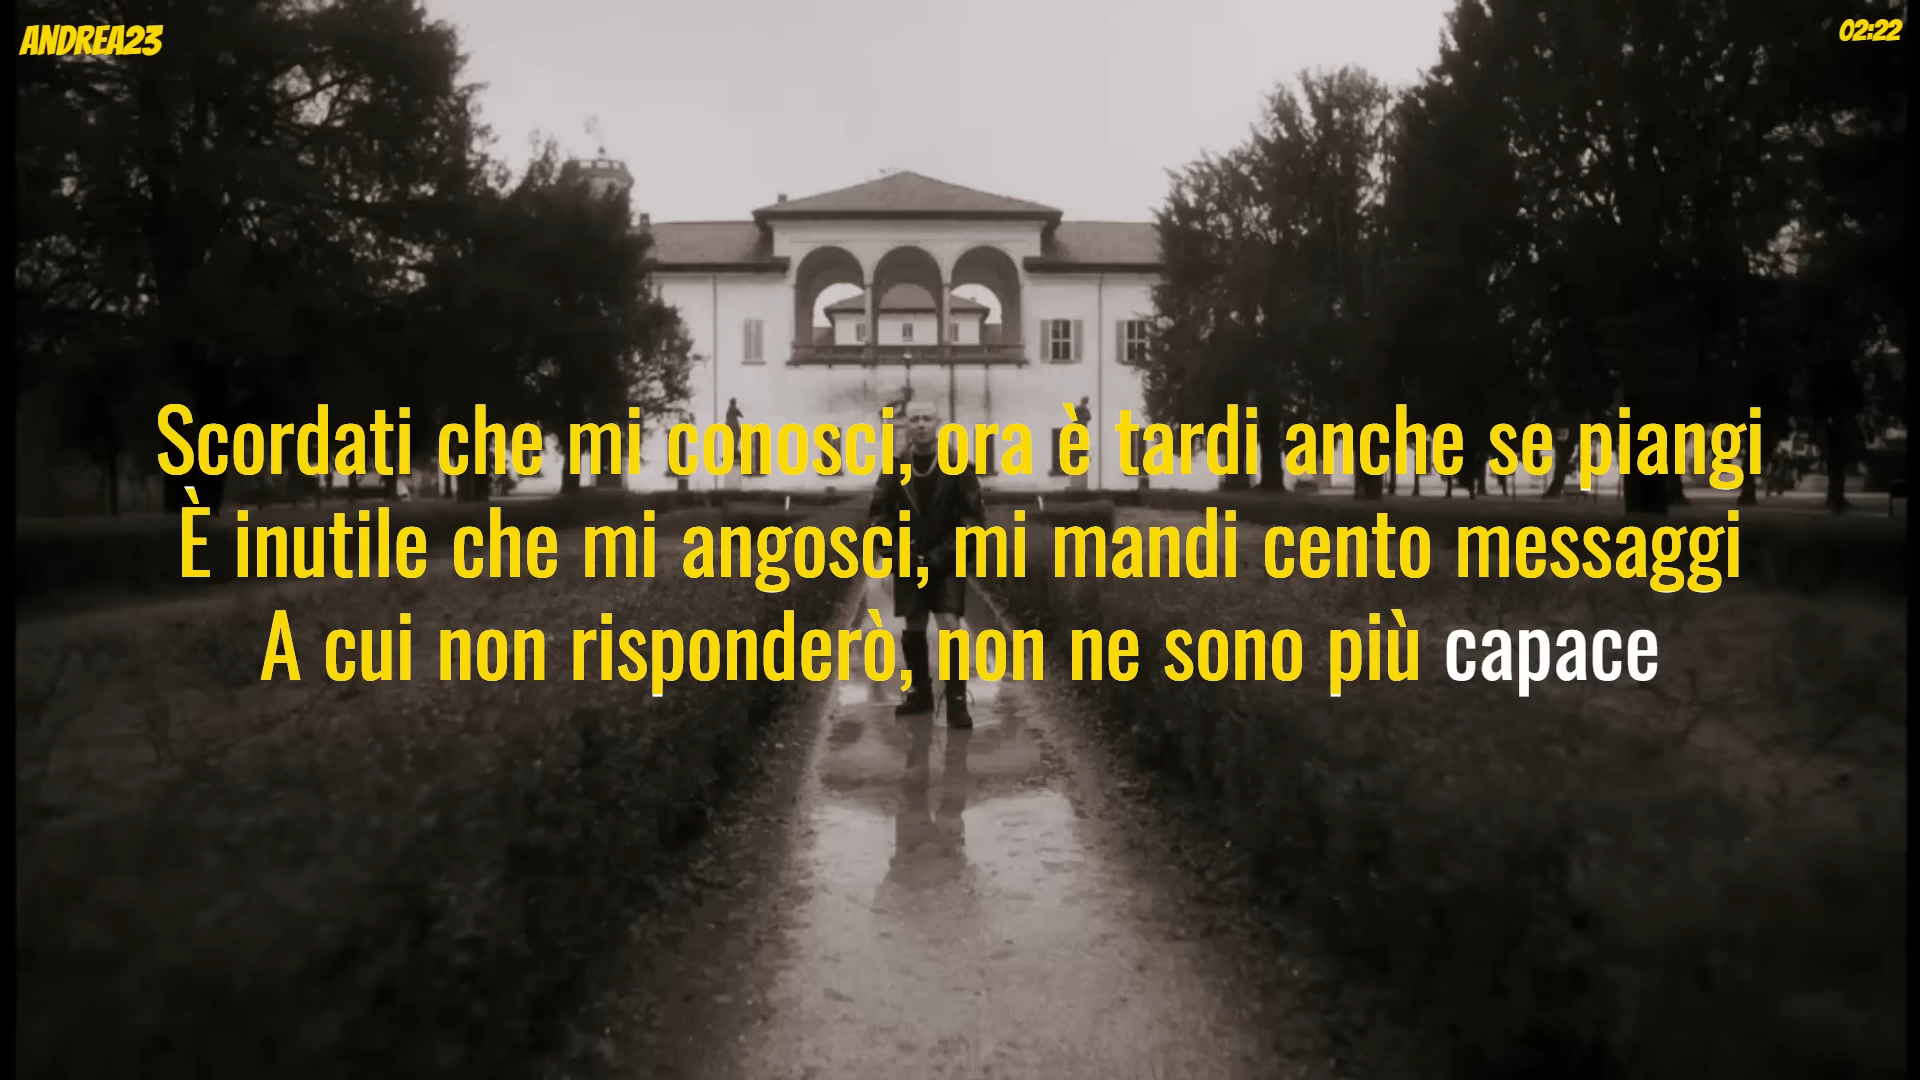 ANDREA23
02:22
Scordati che mi conosci, ora è tardi anche se piangi
È inutile che mi angosci, mi mandi cento messaggi
A cui non risponderò, non ne sono più capace